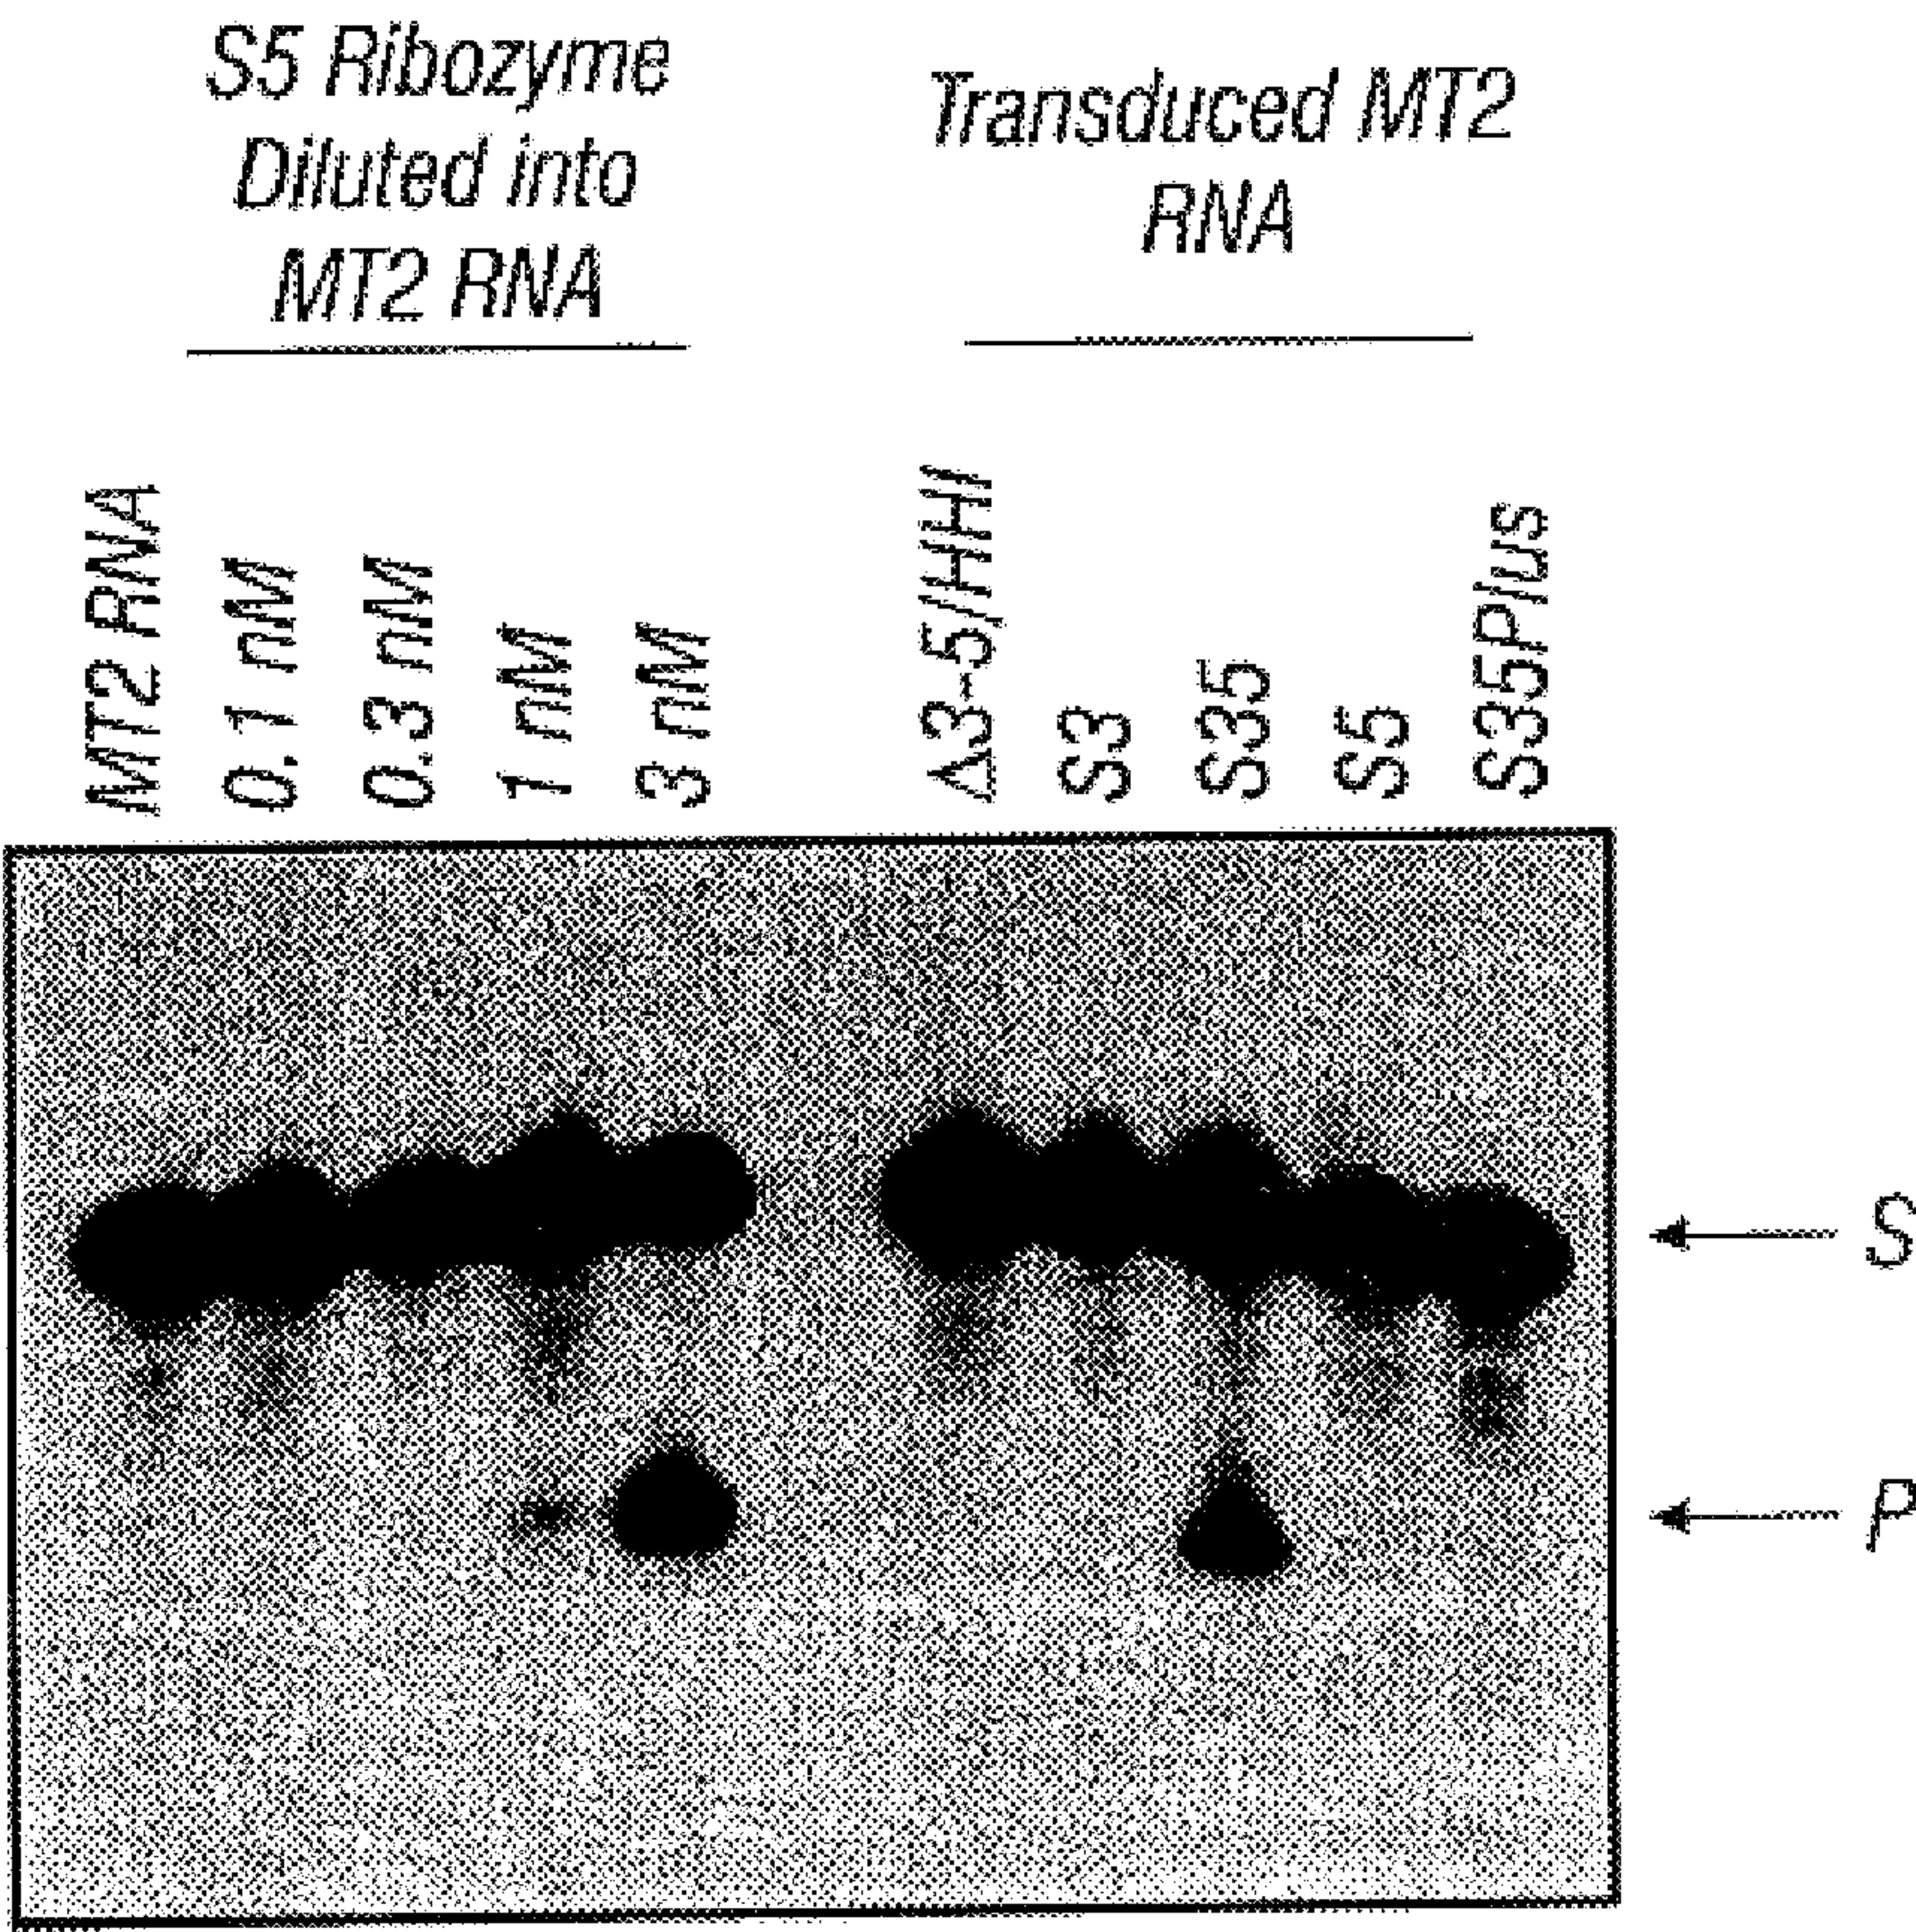 S5 Ribozyme
Diluted into
MT2 RNA
Transduced MT2
RNA
MT2 RNA
0.1 nM
0.3 nM
1 nM
3 nM
Δ3-5/HHI
S3
S35
S5
S35Plus
S
P